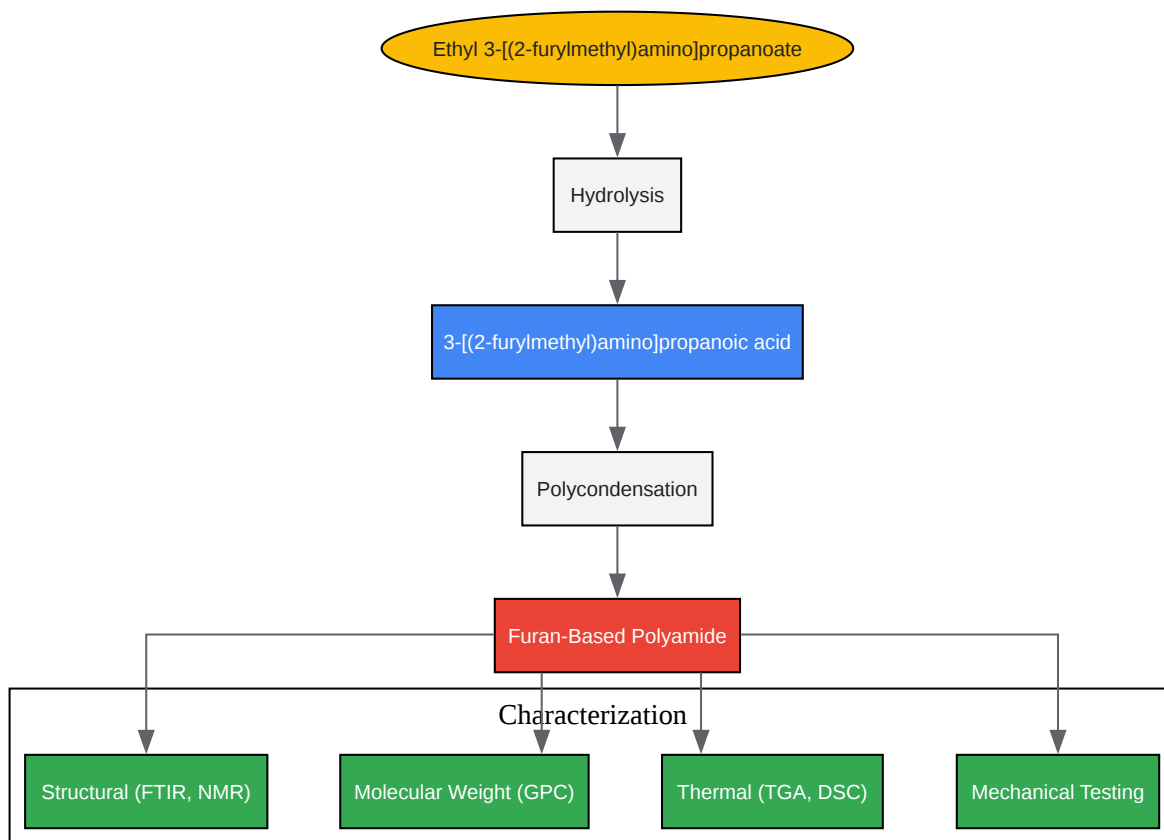 Ethyl 3-[(2-furylmethyl)amino]propanoate
Hydrolysis
3-[(2-furylmethyl)amino]propanoic acid
Polycondensation
Furan-Based Polyamide
Characterization
Structural (FTIR, NMR)
Molecular Weight (GPC)
Thermal (TGA, DSC)
Mechanical Testing